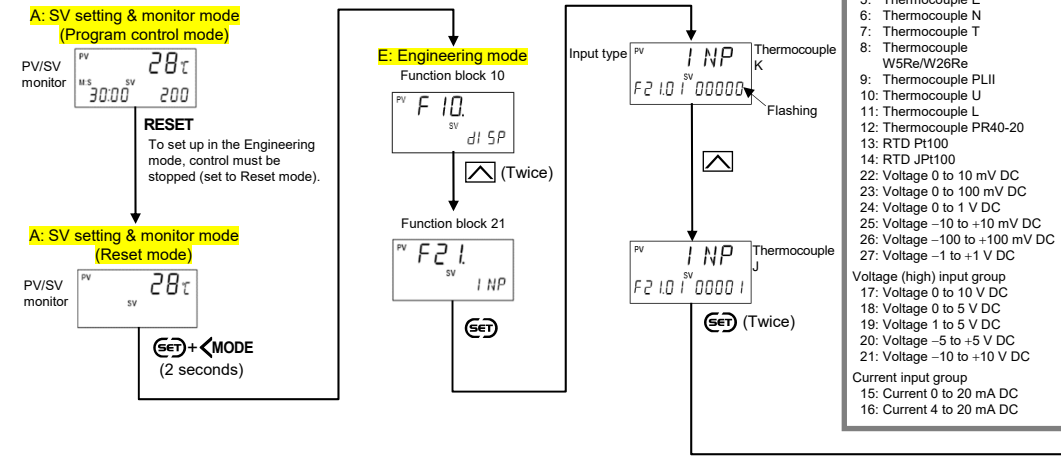 A: SV setting & monitor mode
(Program control mode)
PV/SV
monitor
PV
28℃
M:S
SV
30:00 200
RESET
To set up in the Engineering
mode, control must be
stopped (set to Reset mode).
A: SV setting & monitor mode
(Reset mode)
PV/SV
monitor
PV
28℃
SV
SET + <MODE
(2 seconds)
E: Engineering mode
Function block 10
PV
F10.
SV
dISP
(Twice)
Function block 21
PV
F21.
SV
INP
SET
Input type
PV
INP
SV
F21.01 00000
Thermocouple
K
Flashing
PV
INP
SV
F21.01 00001
Thermocouple
J
SET (Twice)
6: Thermocouple N
7: Thermocouple T
8: Thermocouple
W5Re/W26Re
9: Thermocouple PLII
10: Thermocouple U
11: Thermocouple L
12: Thermocouple PR40-20
13: RTD Pt100
14: RTD JPt100
22: Voltage 0 to 10 mV DC
23: Voltage 0 to 100 mV DC
24: Voltage 0 to 1 V DC
25: Voltage −10 to +10 mV DC
26: Voltage −100 to +100 mV DC
27: Voltage −1 to +1 V DC
Voltage (high) input group
17: Voltage 0 to 10 V DC
18: Voltage 0 to 5 V DC
19: Voltage 1 to 5 V DC
20: Voltage −5 to +5 V DC
21: Voltage −10 to +10 V DC
Current input group
15: Current 0 to 20 mA DC
16: Current 4 to 20 mA DC